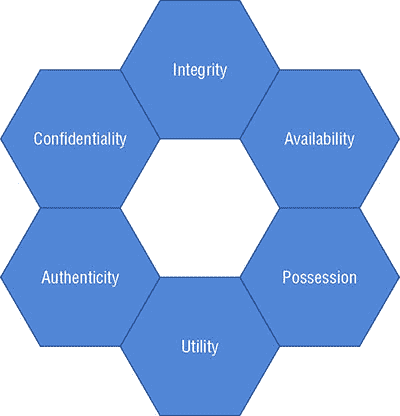 Integrity
Confidentiality
Availability
Authenticity
Possession
Utility